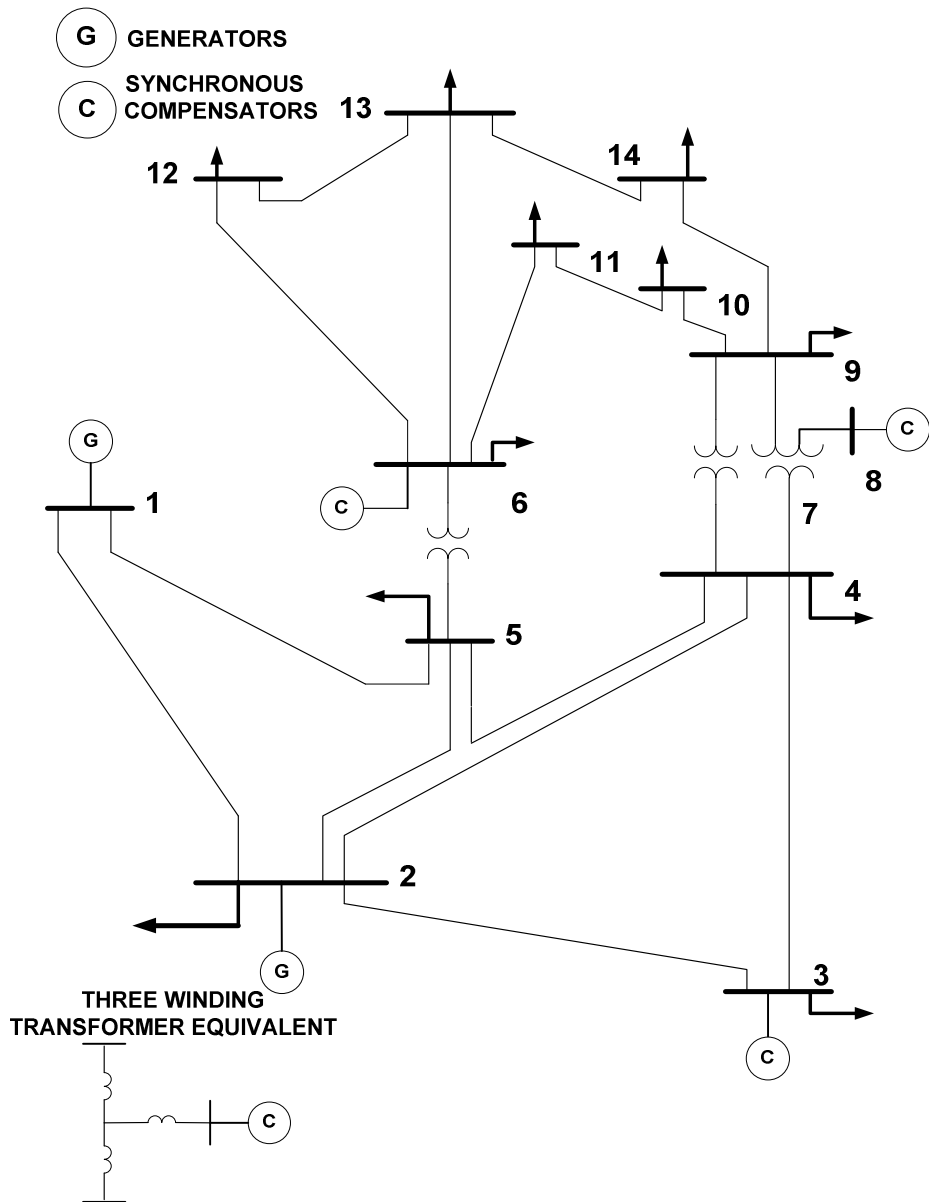 G GENERATORS
C SYNCHRONOUS
COMPENSATORS
13
12
14
11
10
9
G
C
8
1
C
6
7
4
5
2
G
3
THREE WINDING
TRANSFORMER EQUIVALENT
C
C